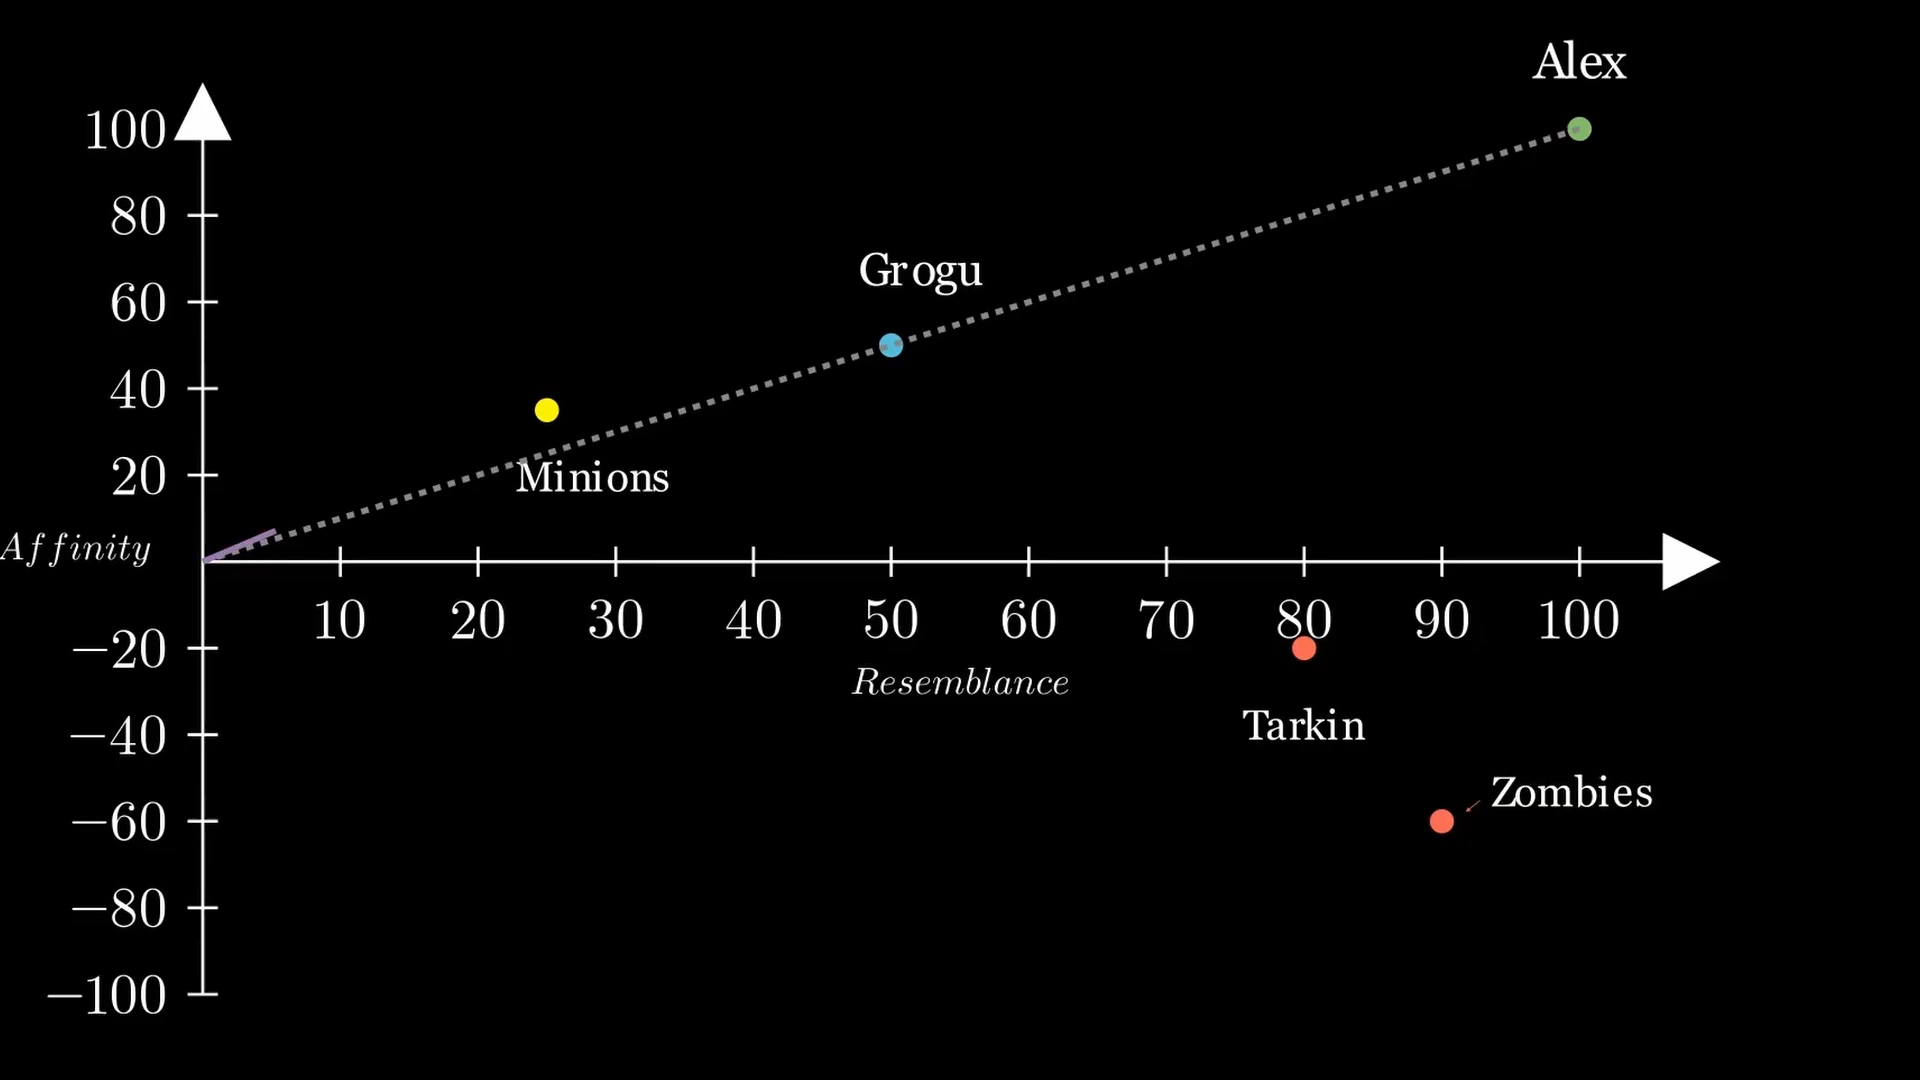 Alex
100
80
Grogu
60
40
20
Minions
Affinity
10 20 30 40 50 60 70 80 90 100
−20
Resemblance
−40
Tarkin
Zombies
−60
−80
−100